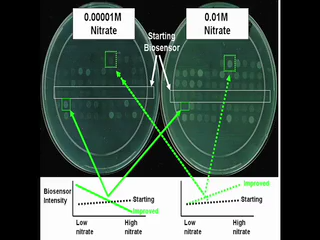 0.00001M
Nitrate
0.01M
Nitrate
Starting
Biosensor
Biosensor
Intensity
Starting
Improved
Low
nitrate
High
nitrate
Improved
Starting
Low
nitrate
High
nitrate